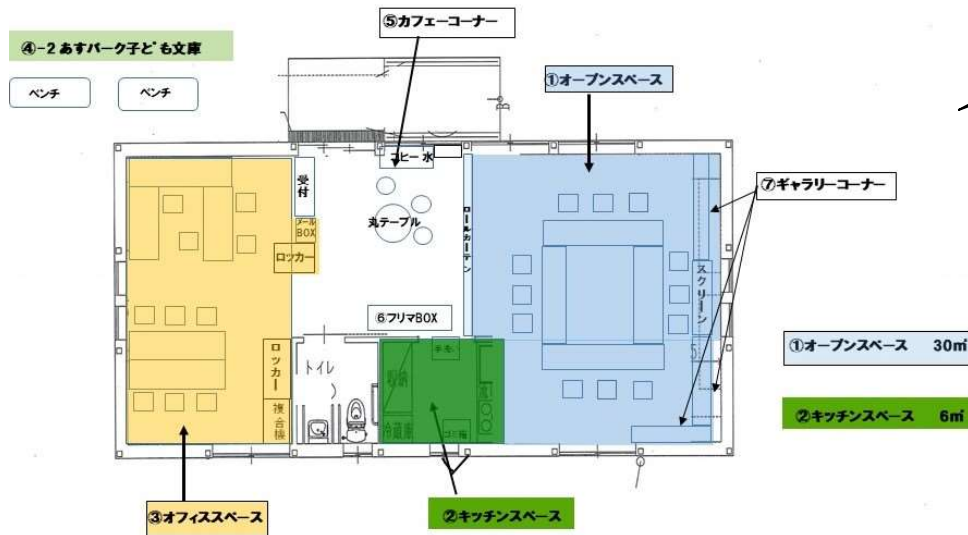 ⑤カフェーコーナー
④-2 あすパーク子ども文庫
ベンチ
ベンチ
①オープンスペース
コヒー 水
⑦ギャラリーコーナー
受付
メール
BOX
丸テーブル
ロールカーテン
ロッカー
スクリーン
⑥フリマBOX
①オープンスペース 30㎡
トイレ
ロッカー
収納
複合機
冷蔵庫
ゴミ箱
②キッチンスペース 6㎡
③オフィススペース
②キッチンスペース